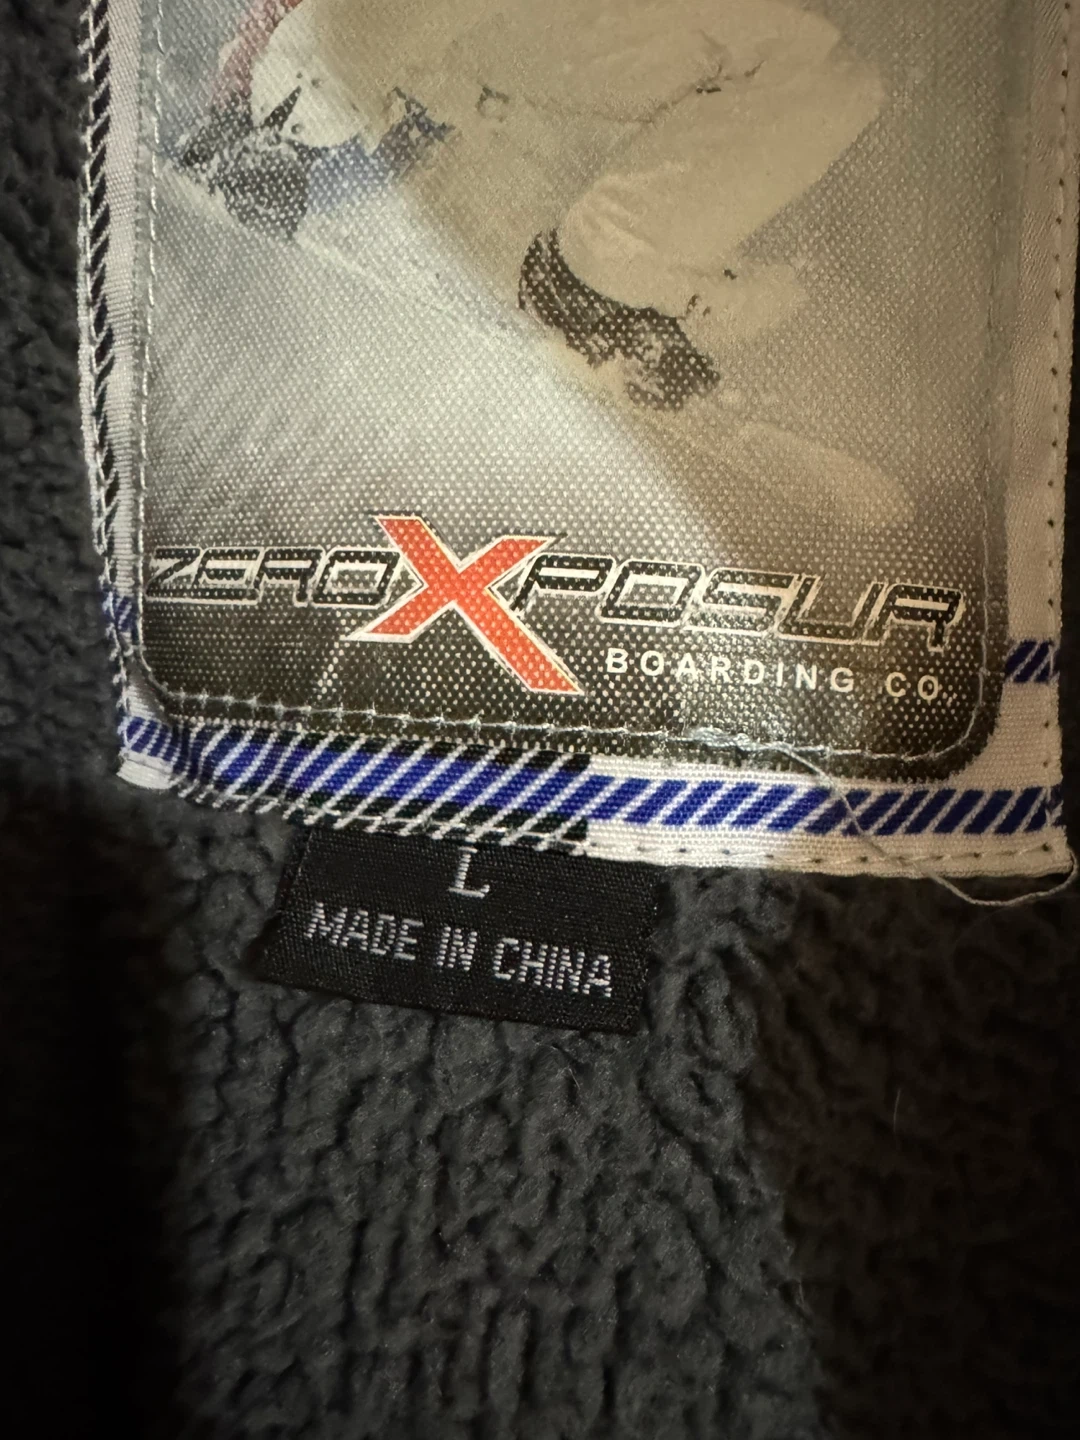 ZEROXPOSUR
BOARDING CO.
L
MADE IN CHINA